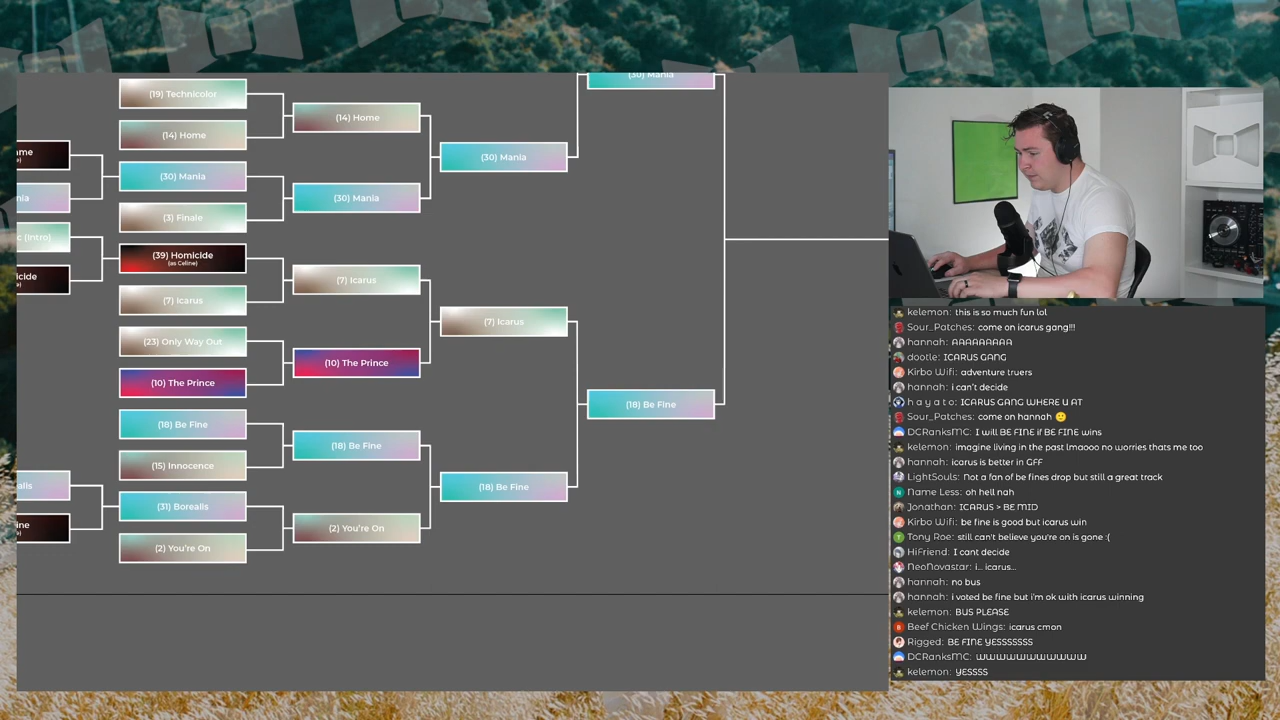 (30) Mania
(19) Technicolor
(14) Home
(14) Home
ame
(30) Mania
(30) Mania
nia
(30) Mania
(3) Finale
c (Intro)
(39) Homicide
(as Celine)
icide
(7) Icarus
(7) Icarus
(7) Icarus
(23) Only Way Out
(10) The Prince
(10) The Prince
(18) Be Fine
(18) Be Fine
(18) Be Fine
(15) Innocence
alis
(18) Be Fine
(31) Borealis
ine
(2) You're On
(2) You're On
kelemon: this is so much fun lol
Sour_Patches: come on icarus gang!!!
hannah: AAAAAAAAA
dootle: ICARUS GANG
Kirbo Wifi: adventure truers
hannah: i can't decide
h a y a t o: ICARUS GANG WHERE U AT
Sour_Patches: come on hannah 🙂
DCRanksMC: I will BE FINE if BE FINE wins
kelemon: imagine living in the past lmaooo no worries thats me too
hannah: icarus is better in GFF
LightSouls: Not a fan of be fines drop but still a great track
N Name Less: oh hell nah
Jonathan: ICARUS > BE MID
Kirbo Wifi: be fine is good but icarus win
T Tony Roe: still can't believe you're on is gone :(
HiFriend: I cant decide
NeoNovastar: i... icarus...
hannah: no bus
hannah: i voted be fine but i'm ok with icarus winning
kelemon: BUS PLEASE
B Beef Chicken Wings: icarus cmon
Rigged: BE FINE YESSSSSSS
DCRanksMC: WWWWWWWWWWW
kelemon: YESSSS